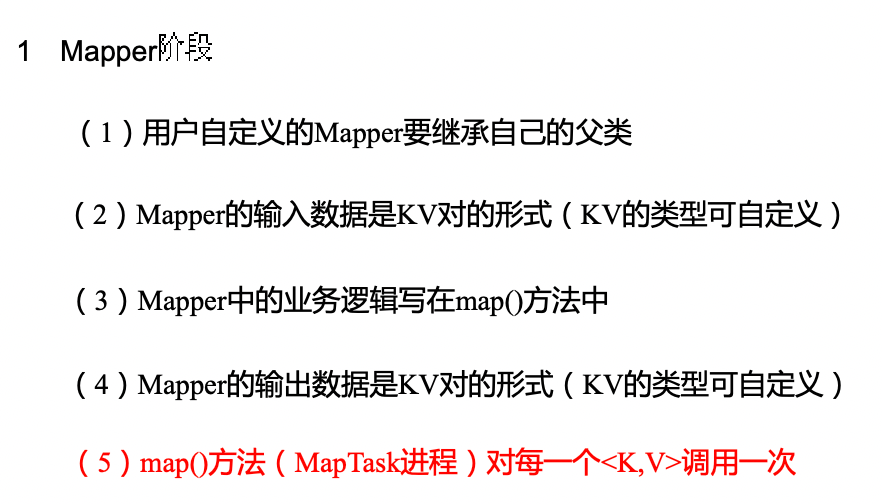 1 Mapper阶段
（1）用户自定义的Mapper要继承自己的父类
（2）Mapper的输入数据是KV对的形式（KV的类型可自定义）
（3）Mapper中的业务逻辑写在map()方法中
（4）Mapper的输出数据是KV对的形式（KV的类型可自定义）
（5）map()方法（MapTask进程）对每一个<K,V>调用一次